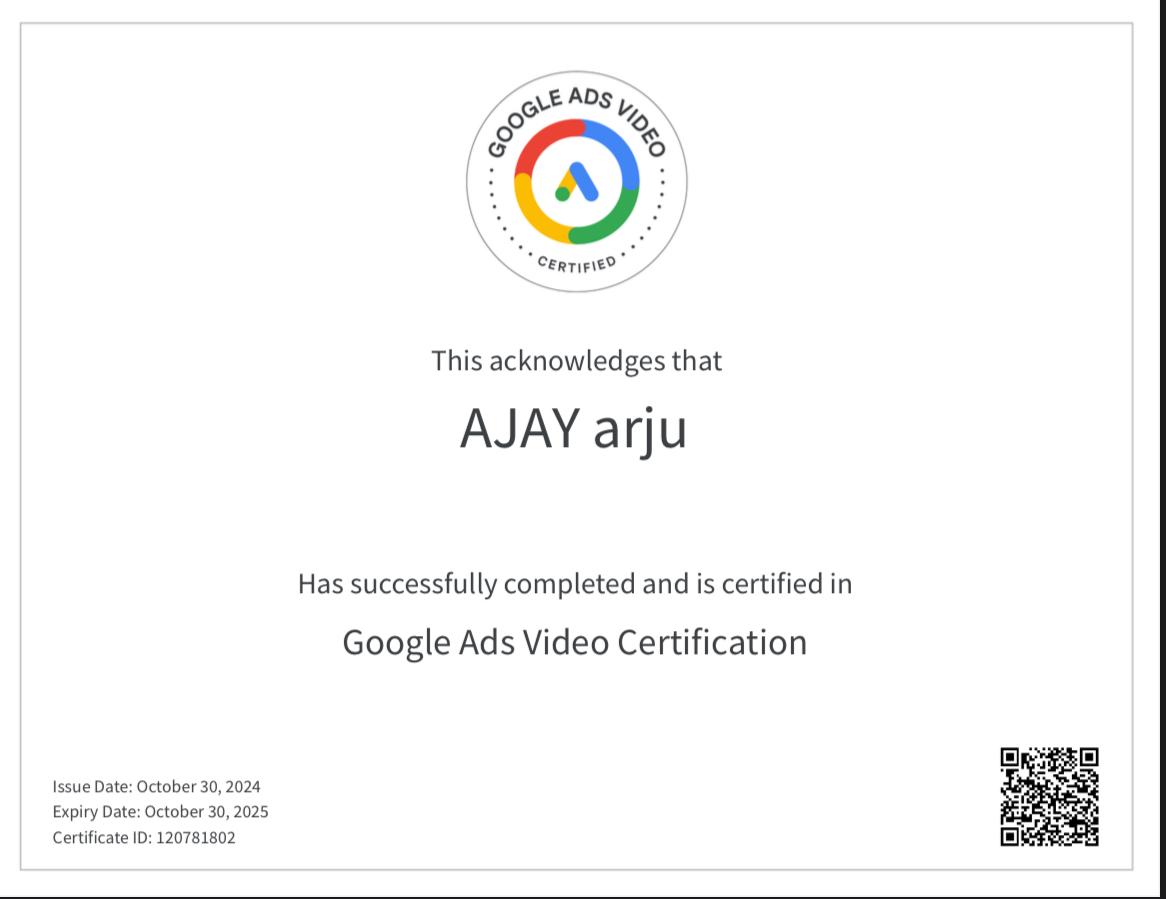 GOOGLE ADS VIDEO
CERTIFIED
This acknowledges that
AJAY arju
Has successfully completed and is certified in
Google Ads Video Certification
Issue Date: October 30, 2024
Expiry Date: October 30, 2025
Certificate ID: 120781802